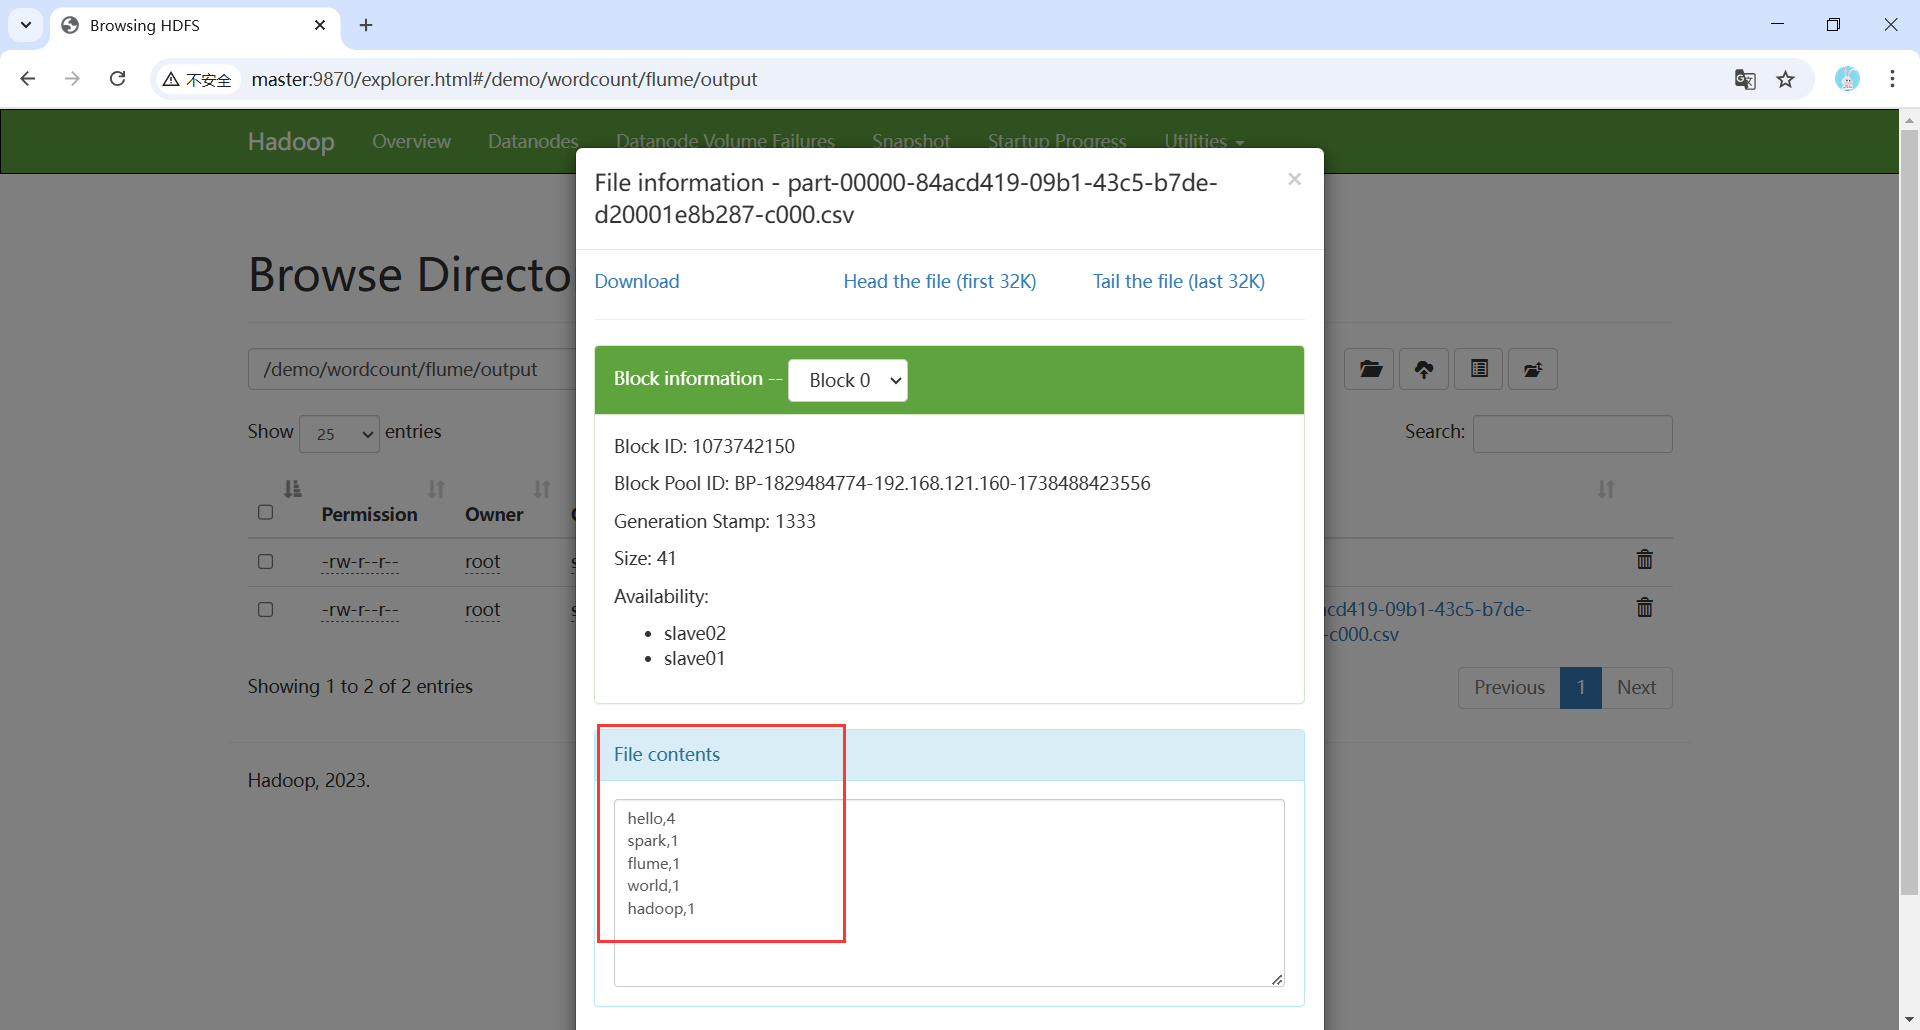 Browsing HDFS
不安全
master:9870/explorer.html#/demo/wordcount/flume/output
Hadoop Overview Datanodes Datanode Volume Failures Snapshot Startup Progress Utilities
File information - part-00000-84acd419-09b1-43c5-b7de-
d20001e8b287-c000.csv
Download Head the file (first 32K) Tail the file (last 32K)
Browse Directo
/demo/wordcount/flume/output
Show 25 entries
Search:
Permission Owner
-rw-r--r-- root
-rw-r--r-- root
cd419-09b1-43c5-b7de-
-c000.csv
Showing 1 to 2 of 2 entries
Previous 1 Next
Hadoop, 2023.
Block information -- Block 0
Block ID: 1073742150
Block Pool ID: BP-1829484774-192.168.121.160-1738488423556
Generation Stamp: 1333
Size: 41
Availability:
slave02
slave01
File contents
hello,4
spark,1
flume,1
world,1
hadoop,1